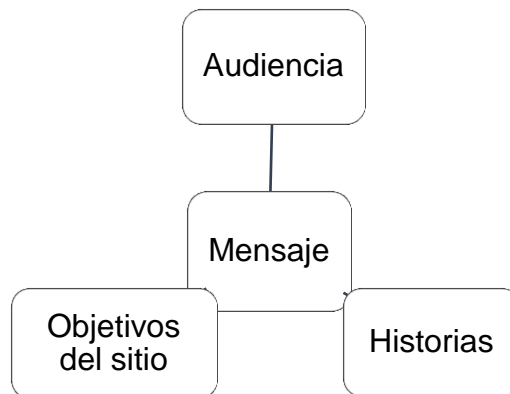 Audiencia
Mensaje
Objetivos
del sitio
Historias